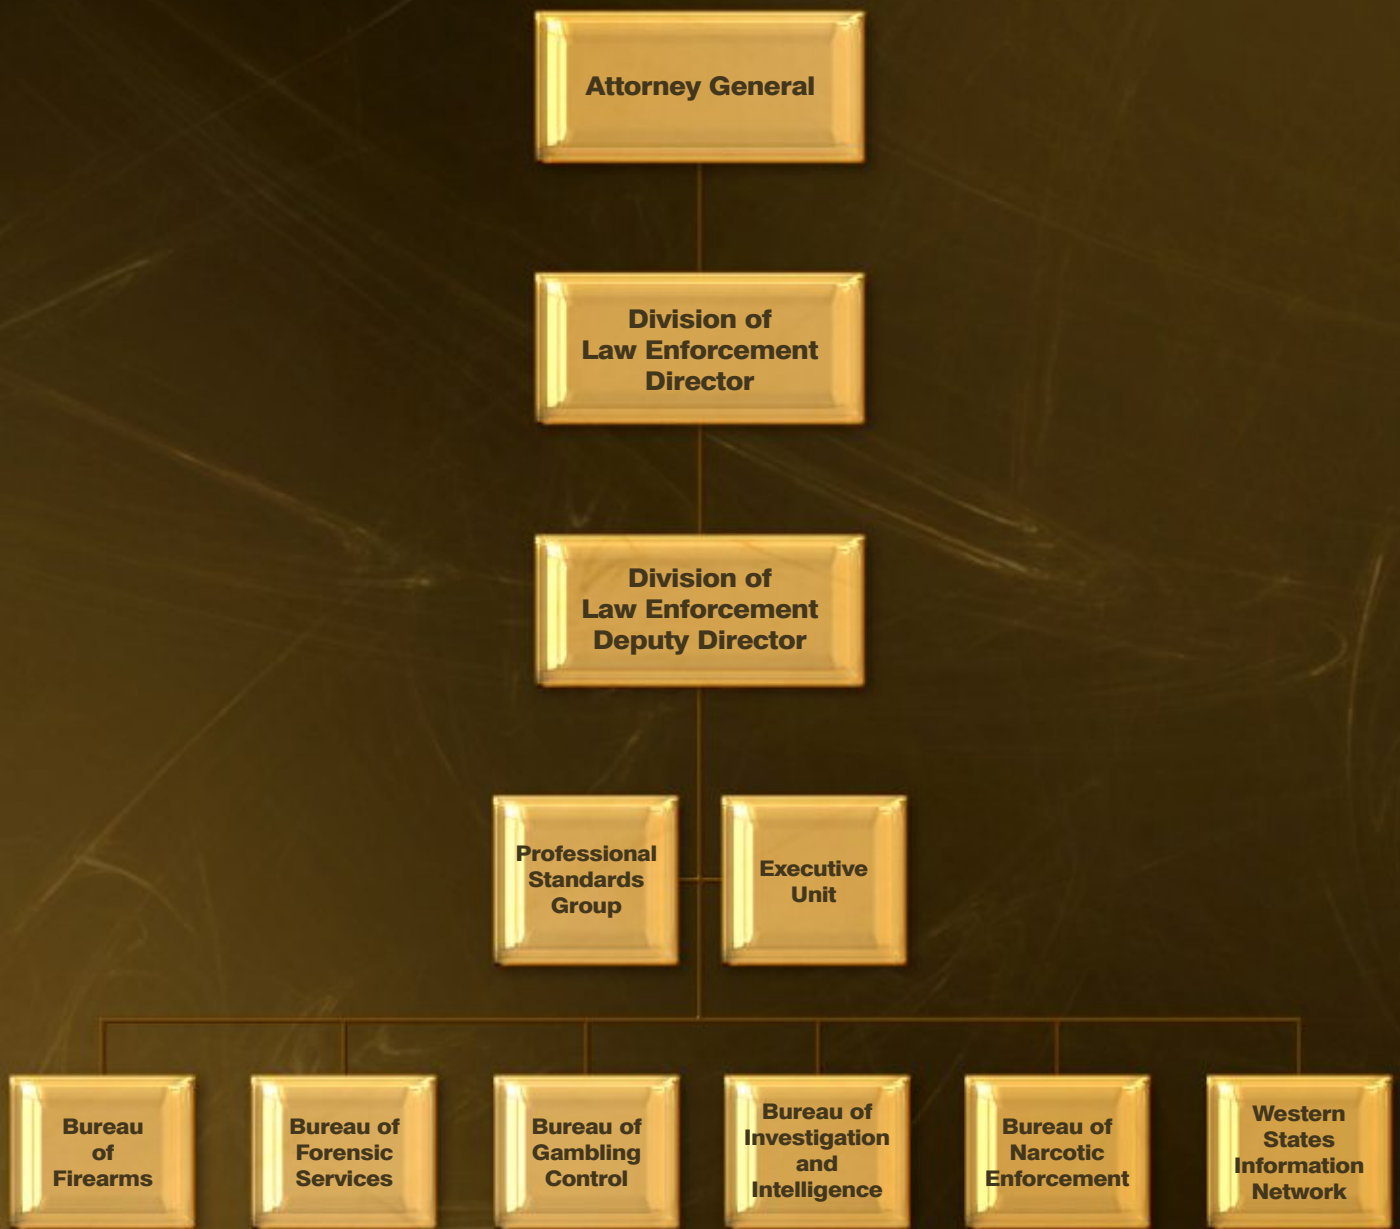 Attorney General
Division of
Law Enforcement
Director
Division of
Law Enforcement
Deputy Director
Professional
Standards
Group
Executive
Unit
Bureau
of
Firearms
Bureau of
Forensic
Services
Bureau of
Gambling
Control
Bureau of
Investigation
and
Intelligence
Bureau of
Narcotic
Enforcement
Western
States
Information
Network